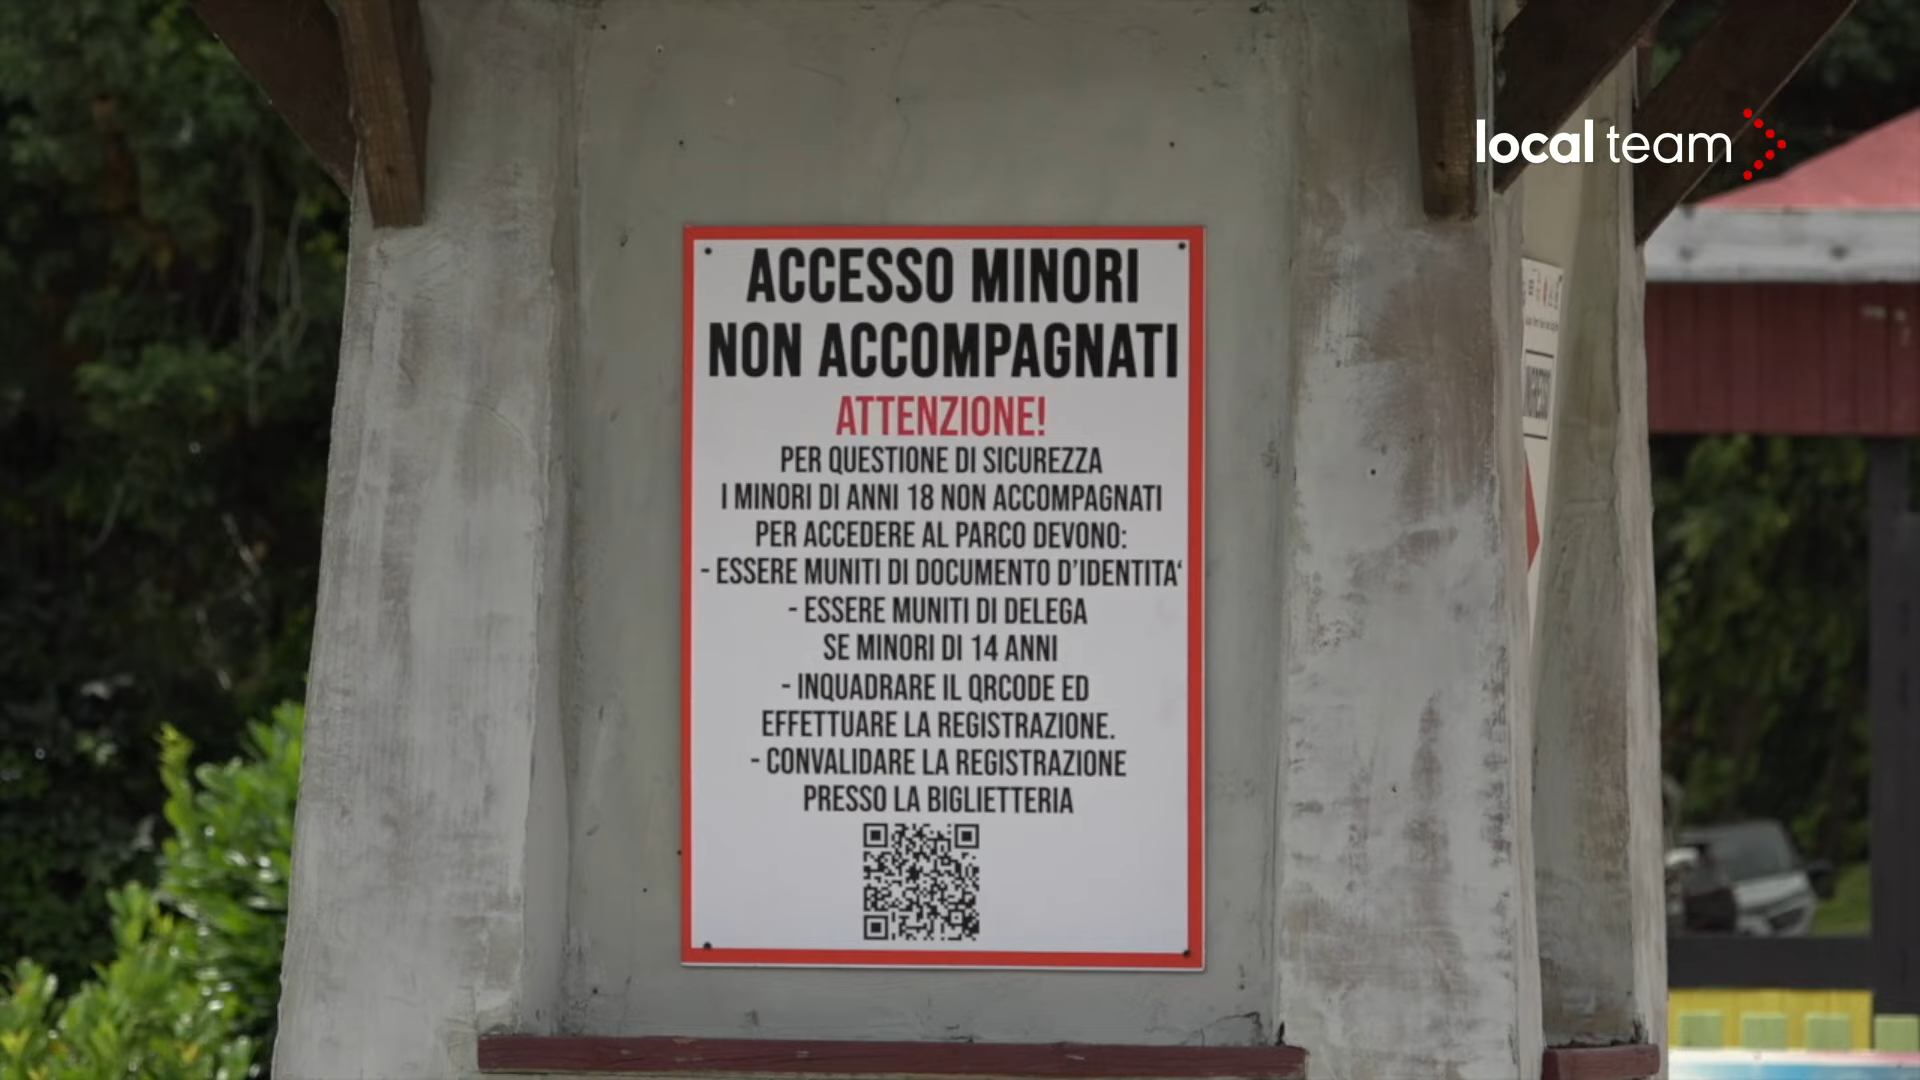 local team
ACCESSO MINORI
NON ACCOMPAGNATI
ATTENZIONE!
PER QUESTIONE DI SICUREZZA
I MINORI DI ANNI 18 NON ACCOMPAGNATI
PER ACCEDERE AL PARCO DEVONO:
- ESSERE MUNITI DI DOCUMENTO D’IDENTITA‘
- ESSERE MUNITI DI DELEGA
SE MINORI DI 14 ANNI
- INQUADRARE IL QRCODE ED
EFFETTUARE LA REGISTRAZIONE.
- CONVALIDARE LA REGISTRAZIONE
PRESSO LA BIGLIETTERIA
INGRESSO